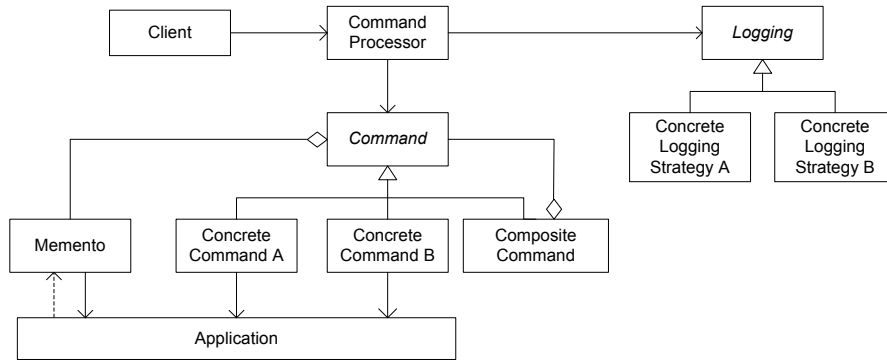 Client
Command
Processor
Logging
Command
Concrete
Logging
Strategy A
Concrete
Logging
Strategy B
Memento
Concrete
Command A
Concrete
Command B
Composite
Command
Application